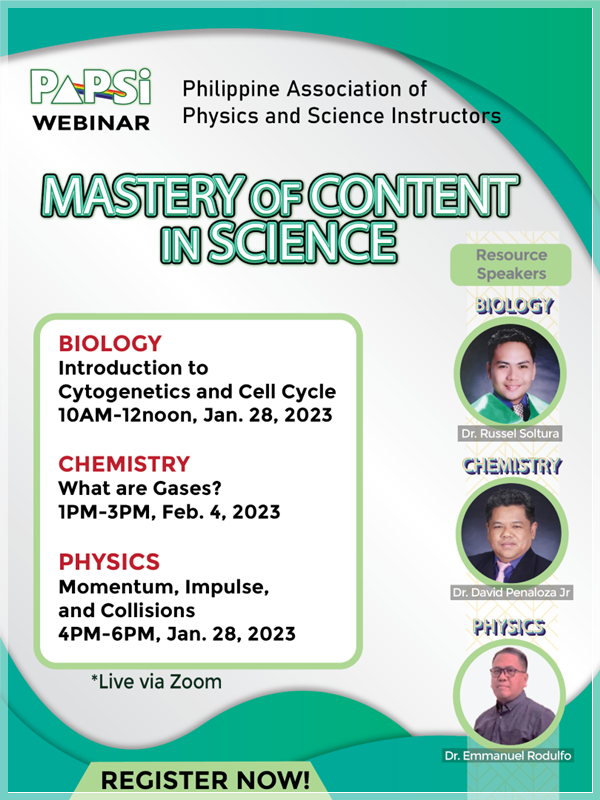 PAPSi
WEBINAR
Philippine Association of
Physics and Science Instructors
MASTERY OF CONTENT
IN SCIENCE
Resource
Speakers
BIOLOGY
Dr. Russel Soltura
CHEMISTRY
Dr. David Penaloza Jr
PHYSICS
Dr. Emmanuel Rodulfo
BIOLOGY
Introduction to
Cytogenetics and Cell Cycle
10AM-12noon, Jan. 28, 2023
CHEMISTRY
What are Gases?
1PM-3PM, Feb. 4, 2023
PHYSICS
Momentum, Impulse,
and Collisions
4PM-6PM, Jan. 28, 2023
*Live via Zoom
REGISTER NOW!